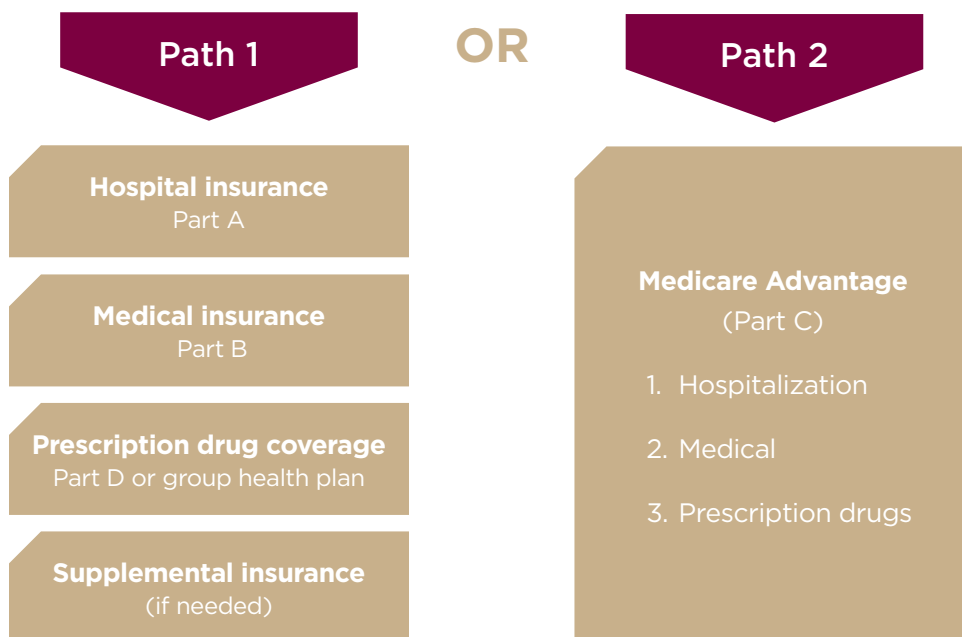 Path 1
OR
Path 2
Hospital insurance
Part A
Medical insurance
Part B
Prescription drug coverage
Part D or group health plan
Supplemental insurance
(if needed)
Medicare Advantage
(Part C)
1. Hospitalization
2. Medical
3. Prescription drugs